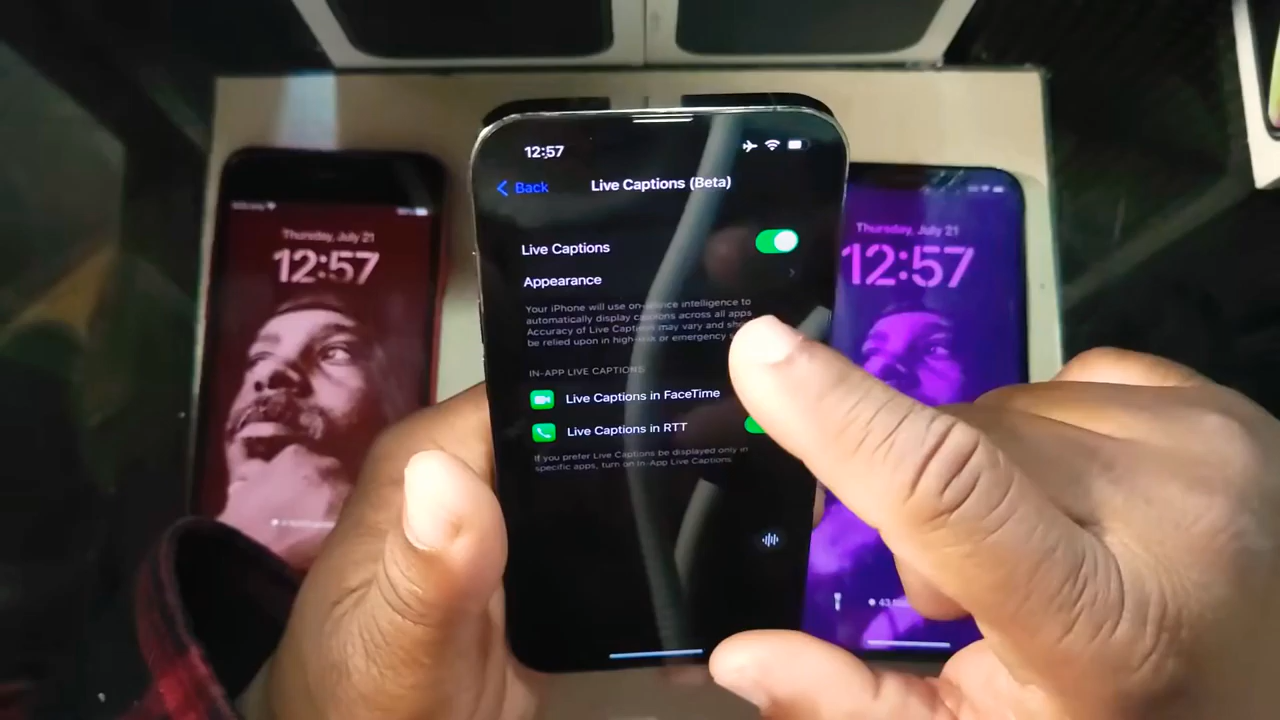 12:57
Back
Live Captions (Beta)
Live Captions
Appearance
Your iPhone will use on-device intelligence to
automatically display captions across all apps
Accuracy of Live Captions may vary and
be relied upon in high-risk or emergency
IN-APP LIVE CAPTIONS
Live Captions in FaceTime
Live Captions in RTT
If you prefer Live Captions be displayed only in
specific apps, turn on In-App Live Captions
Thursday, July 21
12:57
Thursday, July 21
12:57
43